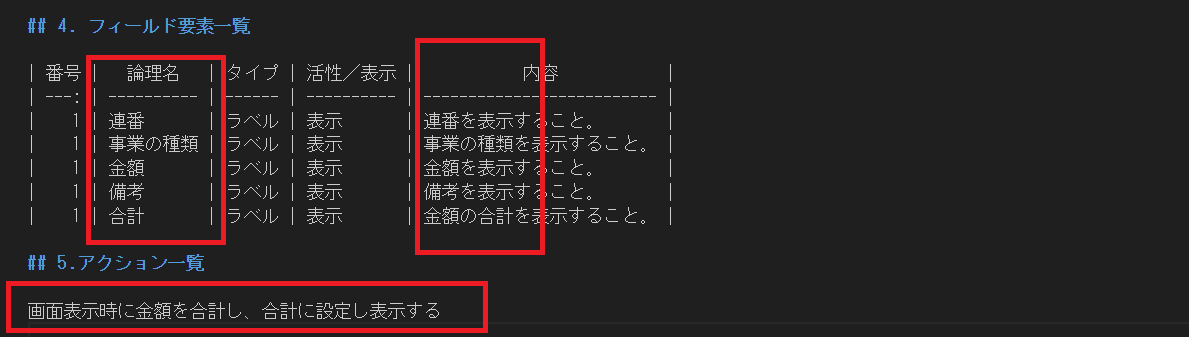 ## 4. フィールド要素一覧
| 番号 | 論理名 | タイプ | 活性／表示 | 内容 |
| ---: | ---------- | ------ | ---------- | -------------------------- |
| 1 | 連番 | ラベル | 表示 | 連番を表示すること。 |
| 1 | 事業の種類 | ラベル | 表示 | 事業の種類を表示すること。 |
| 1 | 金額 | ラベル | 表示 | 金額を表示すること。 |
| 1 | 備考 | ラベル | 表示 | 備考を表示すること。 |
| 1 | 合計 | ラベル | 表示 | 金額の合計を表示すること。 |
## 5.アクション一覧
画面表示時に金額を合計し、合計に設定し表示する